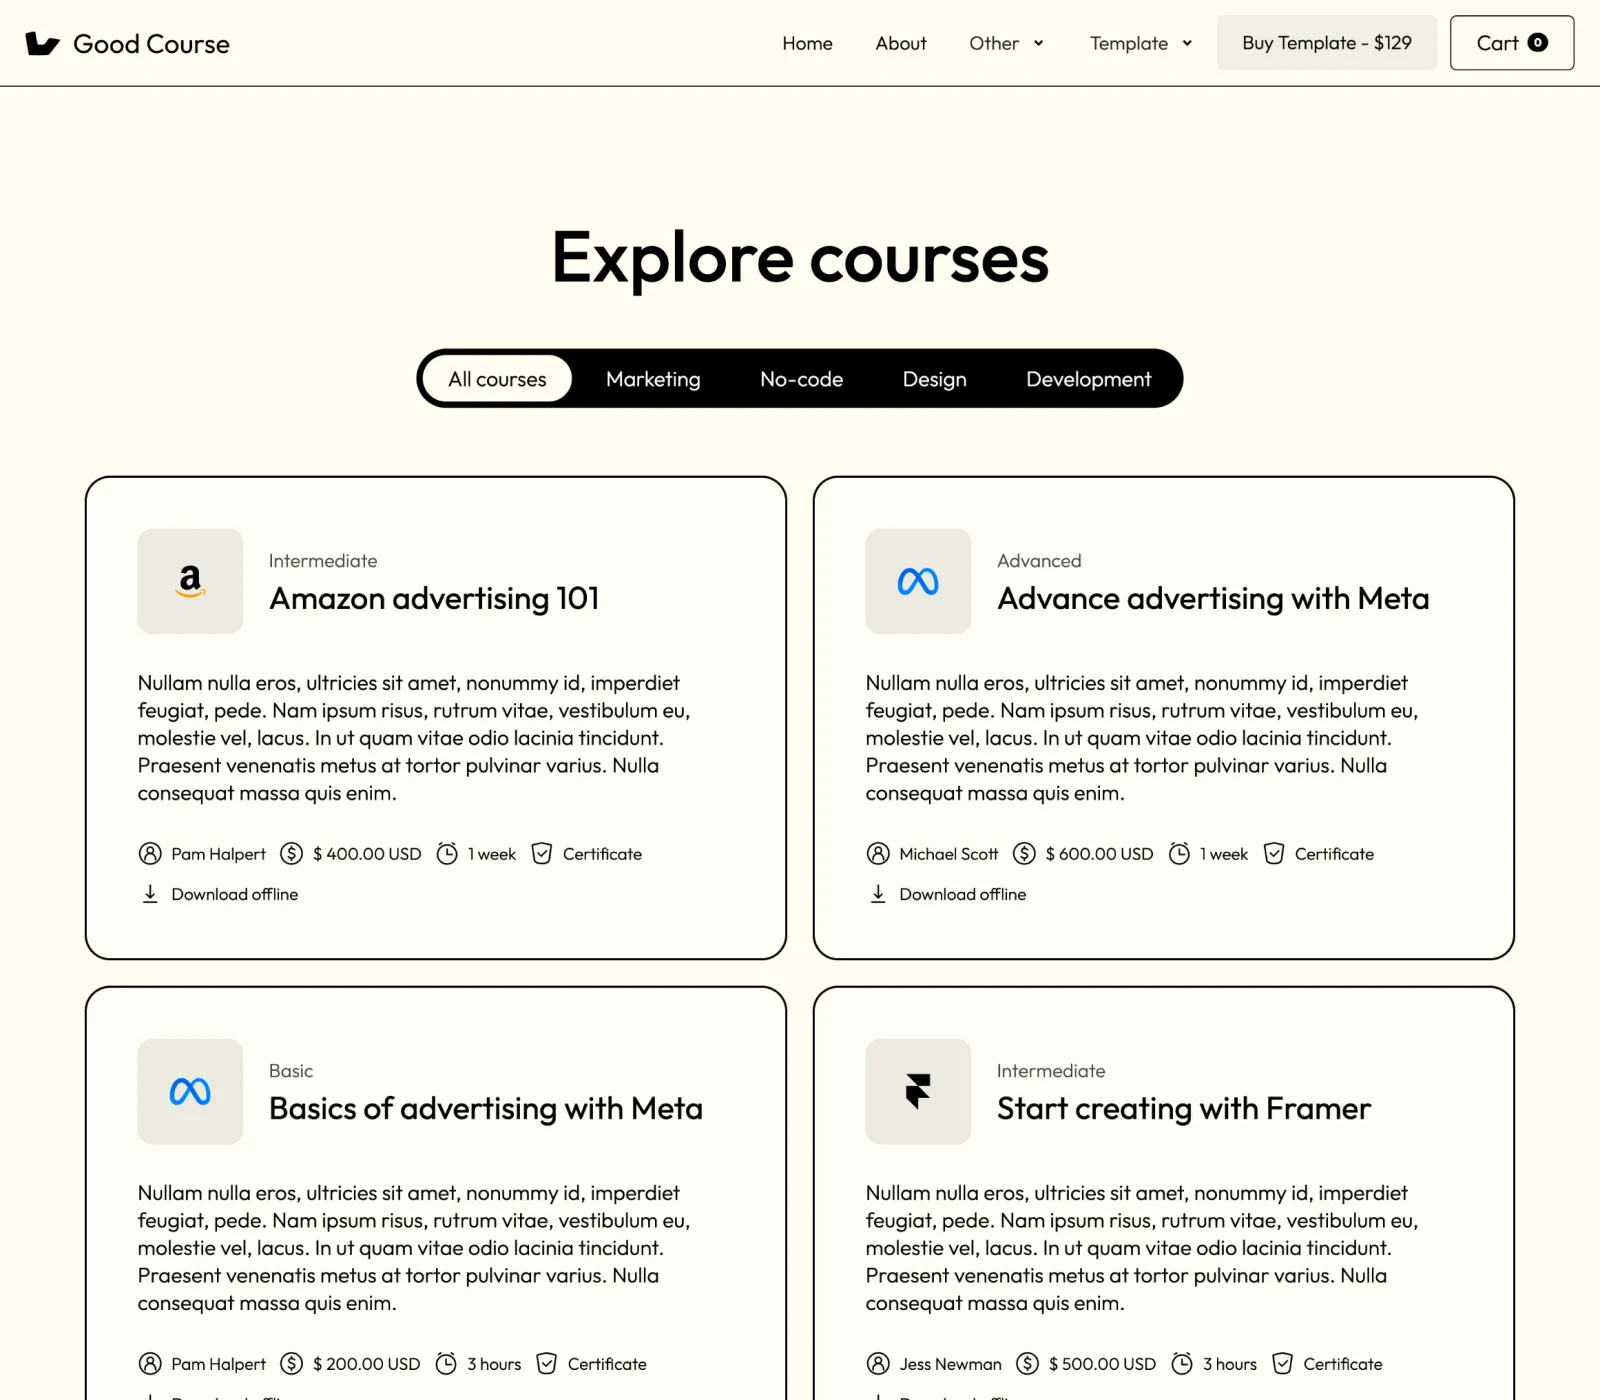 Good Course
Home About Other Template Buy Template - $129 Cart 0
Explore courses
All courses Marketing No-code Design Development
Intermediate
Amazon advertising 101
Nullam nulla eros, ultricies sit amet, nonummy id, imperdiet
feugiat, pede. Nam ipsum risus, rutrum vitae, vestibulum eu,
molestie vel, lacus. In ut quam vitae odio lacinia tincidunt.
Praesent venenatis metus at tortor pulvinar varius. Nulla
consequat massa quis enim.
Pam Halpert $ 400.00 USD 1 week Certificate
Download offline
Advanced
Advance advertising with Meta
Nullam nulla eros, ultricies sit amet, nonummy id, imperdiet
feugiat, pede. Nam ipsum risus, rutrum vitae, vestibulum eu,
molestie vel, lacus. In ut quam vitae odio lacinia tincidunt.
Praesent venenatis metus at tortor pulvinar varius. Nulla
consequat massa quis enim.
Michael Scott $ 600.00 USD 1 week Certificate
Download offline
Basic
Basics of advertising with Meta
Nullam nulla eros, ultricies sit amet, nonummy id, imperdiet
feugiat, pede. Nam ipsum risus, rutrum vitae, vestibulum eu,
molestie vel, lacus. In ut quam vitae odio lacinia tincidunt.
Praesent venenatis metus at tortor pulvinar varius. Nulla
consequat massa quis enim.
Pam Halpert $ 200.00 USD 3 hours Certificate
Intermediate
Start creating with Framer
Nullam nulla eros, ultricies sit amet, nonummy id, imperdiet
feugiat, pede. Nam ipsum risus, rutrum vitae, vestibulum eu,
molestie vel, lacus. In ut quam vitae odio lacinia tincidunt.
Praesent venenatis metus at tortor pulvinar varius. Nulla
consequat massa quis enim.
Jess Newman $ 500.00 USD 3 hours Certificate